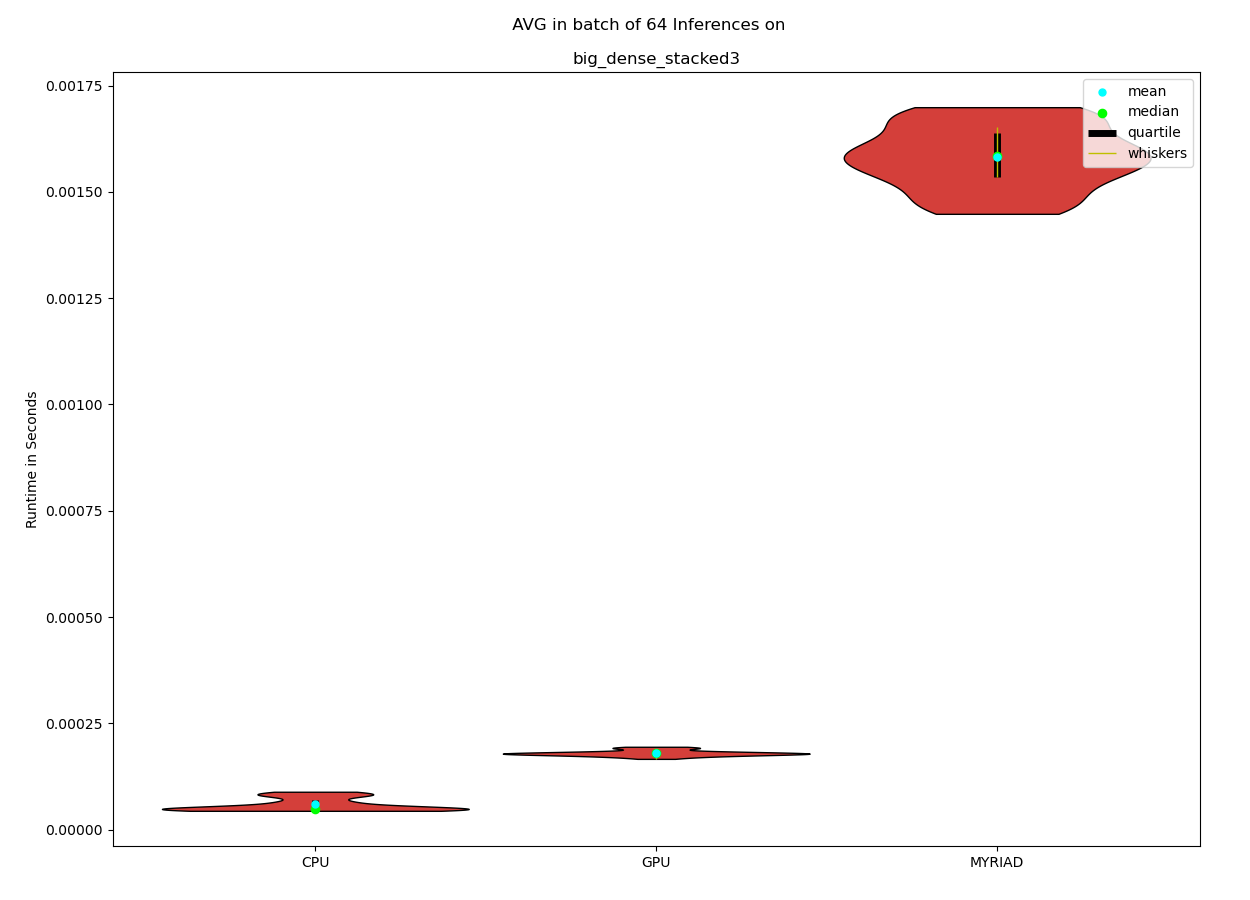 AVG in batch of 64 Inferences on
big_dense_stacked3
0.00175
0.00150
0.00125
0.00100
0.00075
0.00050
0.00025
0.00000
Runtime in Seconds
mean
median
quartile
whiskers
CPU
GPU
MYRIAD